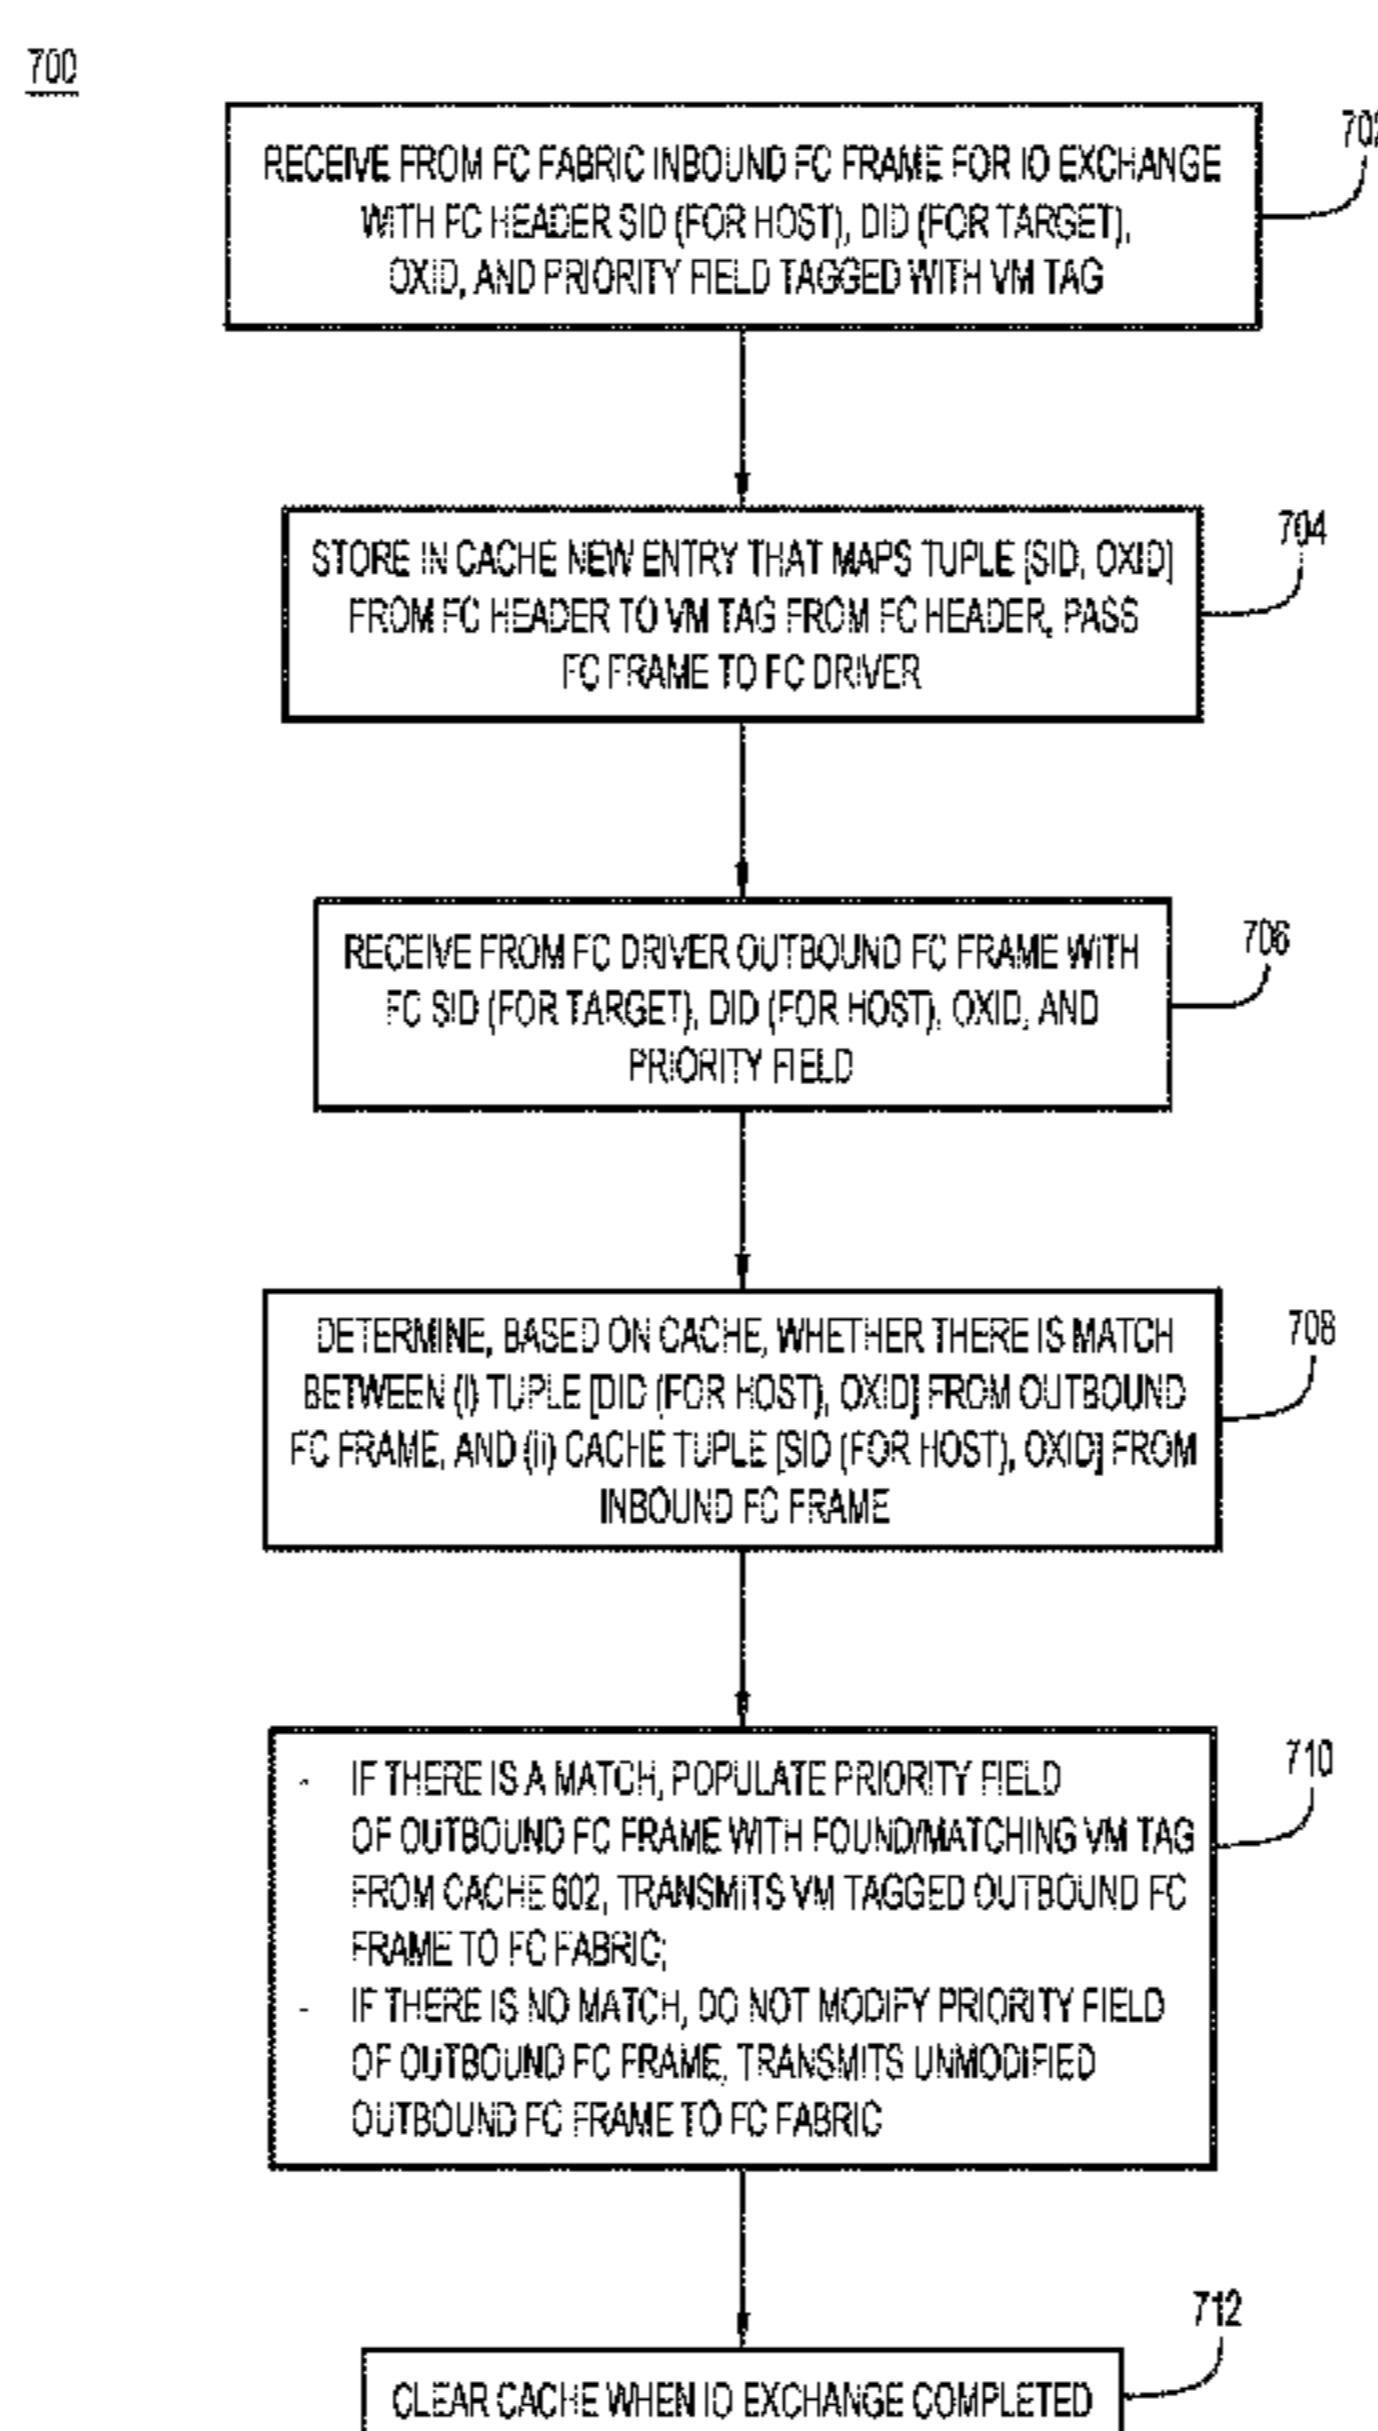 700
702
RECEIVE FROM FC FABRIC INBOUND FC FRAME FOR IO EXCHANGE
WITH FC HEADER SID (FOR HOST), DID (FOR TARGET),
OXID, AND PRIORITY FIELD TAGGED WITH VM TAG
704
STORE IN CACHE NEW ENTRY THAT MAPS TUPLE [SID, OXID]
FROM FC HEADER TO VM TAG FROM FC HEADER, PASS
FC FRAME TO FC DRIVER
706
RECEIVE FROM FC DRIVER OUTBOUND FC FRAME WITH
FC SID (FOR TARGET), DID (FOR HOST), OXID, AND
PRIORITY FIELD
708
DETERMINE, BASED ON CACHE, WHETHER THERE IS MATCH
BETWEEN (i) TUPLE [DID (FOR HOST), OXID] FROM OUTBOUND
FC FRAME, AND (ii) CACHE TUPLE [SID (FOR HOST), OXID] FROM
INBOUND FC FRAME
710
- IF THERE IS A MATCH, POPULATE PRIORITY FIELD
OF OUTBOUND FC FRAME WITH FOUND/MATCHING VM TAG
FROM CACHE 602, TRANSMITS VM TAGGED OUTBOUND FC
FRAME TO FC FABRIC;
- IF THERE IS NO MATCH, DO NOT MODIFY PRIORITY FIELD
OF OUTBOUND FC FRAME, TRANSMITS UNMODIFIED
OUTBOUND FC FRAME TO FC FABRIC
712
CLEAR CACHE WHEN IO EXCHANGE COMPLETED